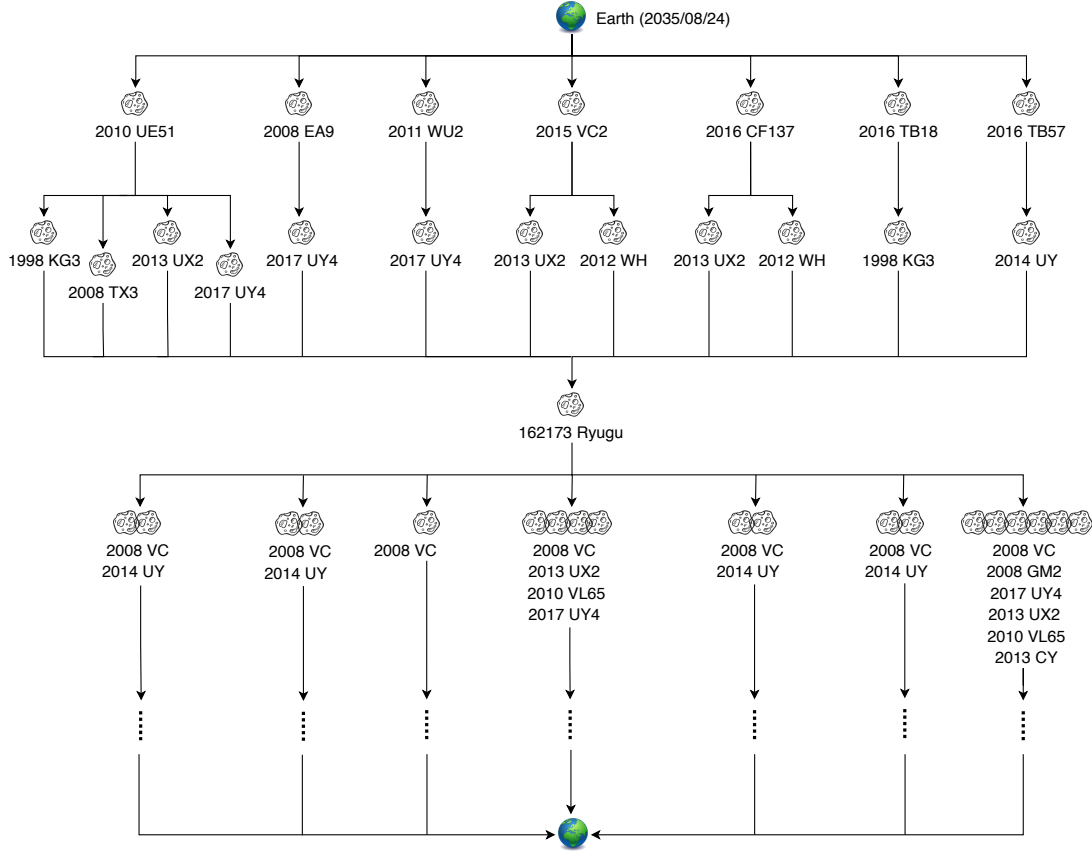 Earth (2035/08/24)
2010 UE51
2008 EA9
2011 WU2
2015 VC2
2016 CF137
2016 TB18
2016 TB57
1998 KG3
2008 TX3
2013 UX2
2017 UY4
2017 UY4
2017 UY4
2013 UX2
2012 WH
2013 UX2
2012 WH
1998 KG3
2014 UY
162173 Ryugu
2008 VC
2014 UY
2008 VC
2014 UY
2008 VC
2008 VC
2013 UX2
2010 VL65
2017 UY4
2008 VC
2014 UY
2008 VC
2014 UY
2008 VC
2008 GM2
2017 UY4
2013 UX2
2010 VL65
2013 CY